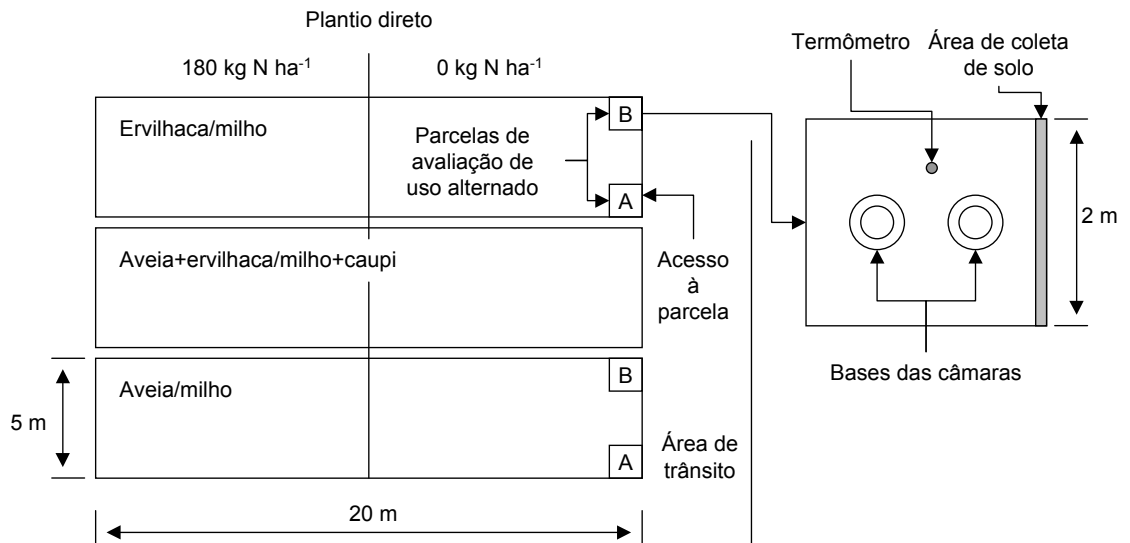 Plantio direto
180 kg N ha⁻¹
0 kg N ha⁻¹
Ervilhaca/milho
Parcelas de
avaliação de
uso alternado
B
A
Aveia+ervilhaca/milho+caupi
Acesso
à
parcela
Aveia/milho
B
A
5 m
20 m
Área de
trânsito
Termômetro
Área de coleta
de solo
2 m
Bases das câmaras